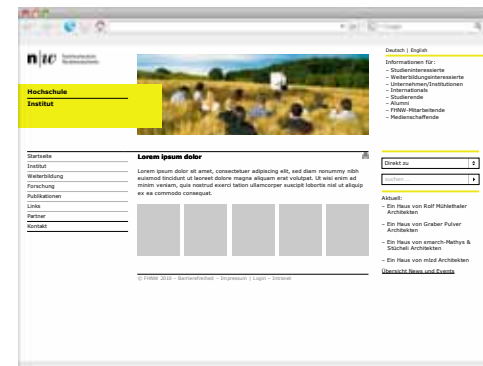 Deutsch | English
n|w
Informationen für:
– Studieninteressierte
– Weiterbildungsinteressierte
– Unternehmen/Institutionen
– Internationals
– Studierende
– Alumni
– FHNW-Mitarbeitende
– Medienschaffende
Hochschule
Institut
Startseite
Institut
Weiterbildung
Forschung
Publikationen
Links
Partner
Kontakt
Lorem ipsum dolor
Lorem ipsum dolor sit amet, consectetuer adipiscing elit, sed diam nonummy nibh
euismod tincidunt ut laoreet dolore magna aliquam erat volutpat. Ut wisi enim ad
minim veniam, quis nostrud exerci tation ullamcorper suscipit lobortis nisl ut aliquip
ex ea commodo consequat.
© FHNW 2010 – Barrierefreiheit – Impressum | Login – Intranet
Direkt zu
suchen ...
Aktuell:
– Ein Haus von Rolf Mühlethaler
Architekten
– Ein Haus von Graber Pulver
Architekten
– Ein Haus von smarch-Mathys &
Stücheli Architekten
– Ein Haus von mlzd Architekten
Übersicht News und Events